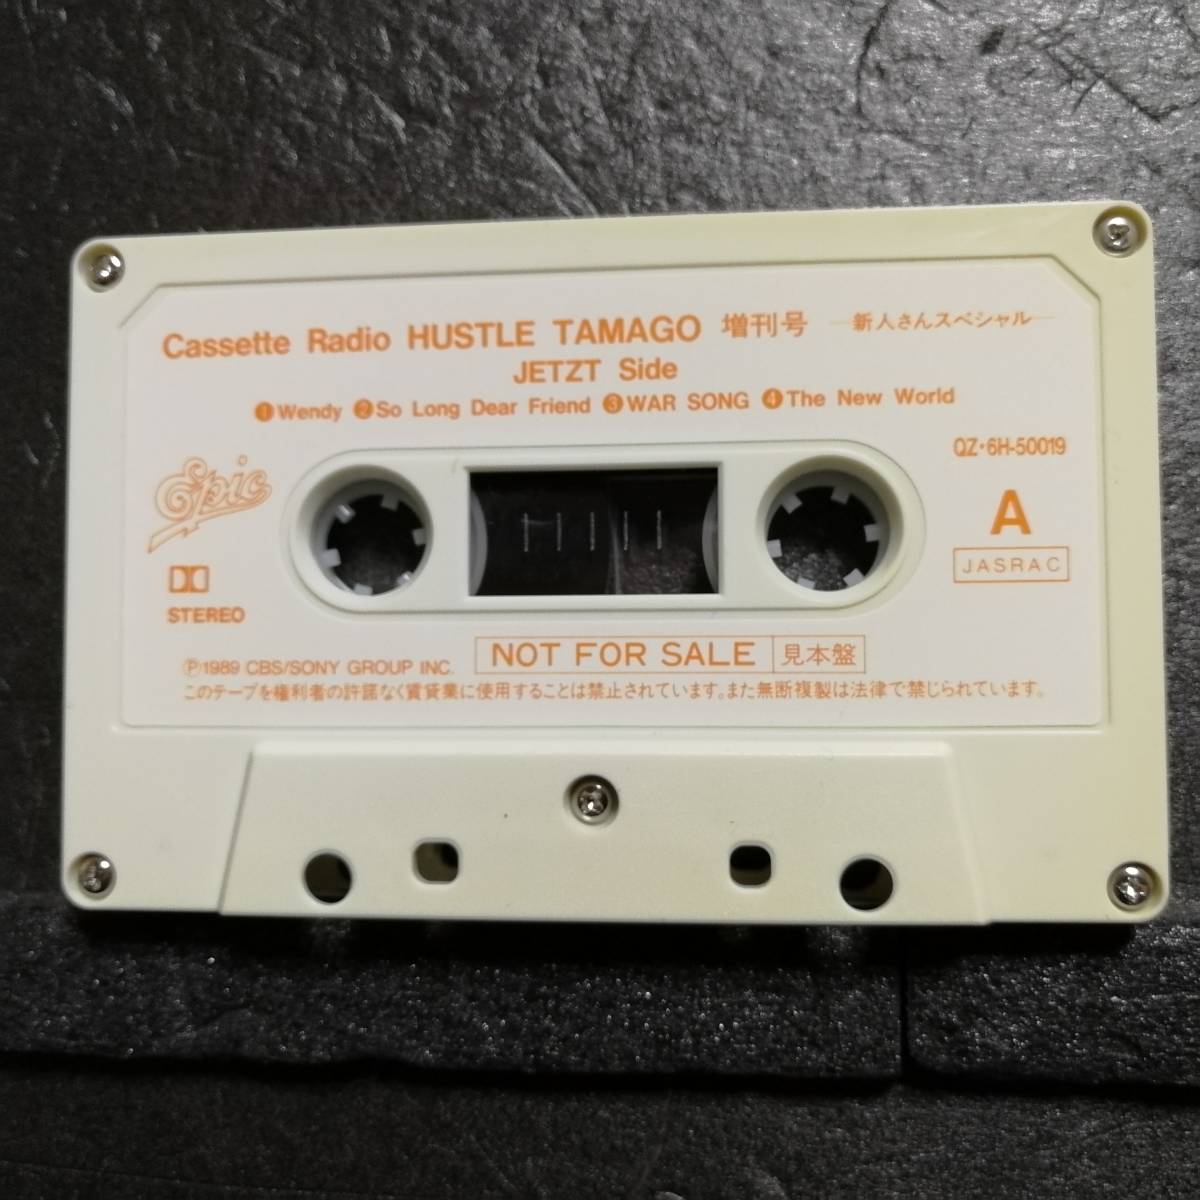 Cassette Radio HUSTLE TAMAGO 増刊号 —新人さんスペシャル—
JETZT Side
❶Wendy ❷So Long Dear Friend ❸WAR SONG ❹The New World
QZ・6H-50019
Epic
A
JASRAC
STEREO
NOT FOR SALE 見本盤
Ⓟ1989 CBS/SONY GROUP INC.
このテープを権利者の許諾なく賃貸業に使用することは禁止されています。また無断複製は法律で禁じられています。